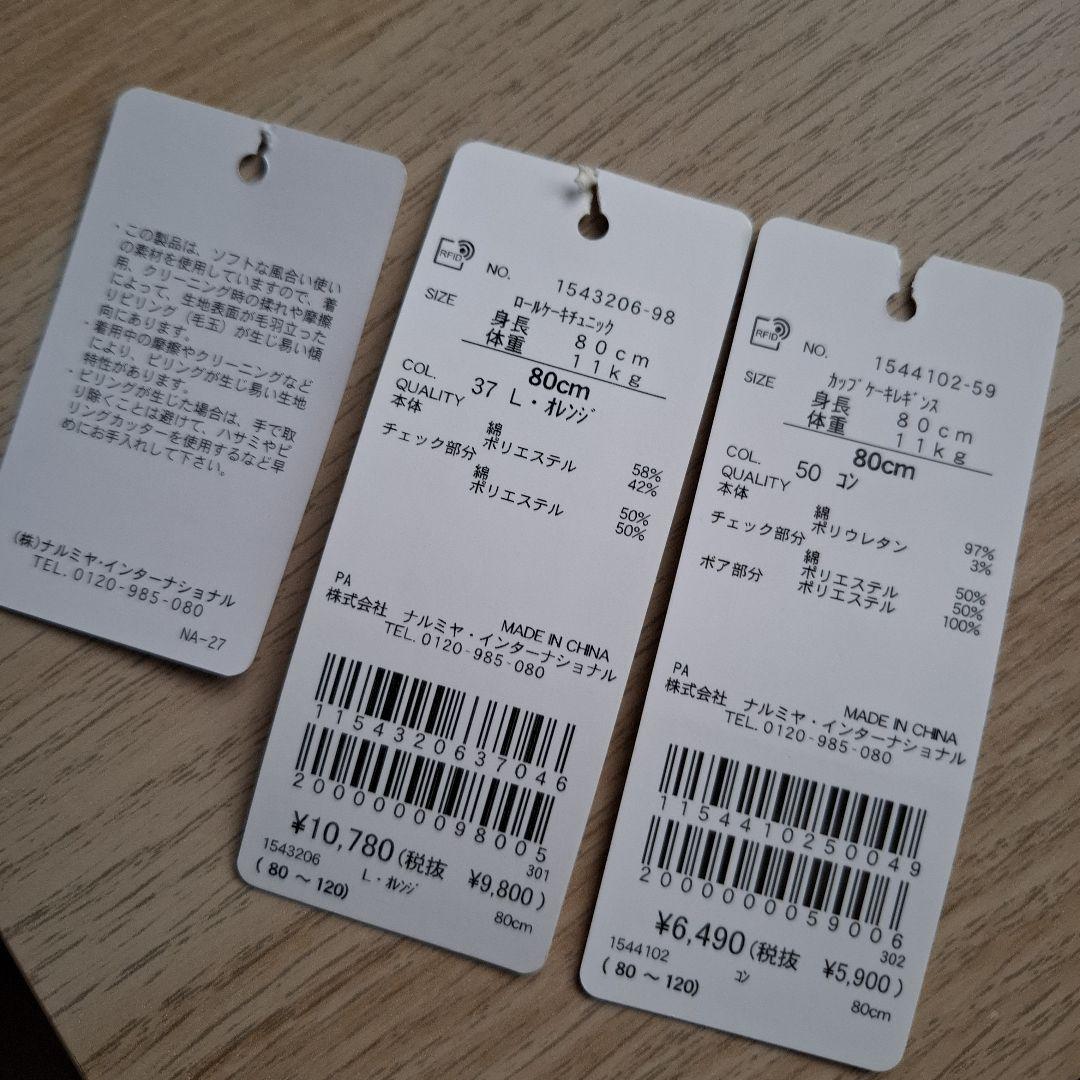 ・この製品は、ソフトな風合い使い
の素材を使用していますので、着
用、クリーニング時の揉れや摩擦
によって、生地表面が毛羽立った
りピリング（毛玉）が生じ易い傾
向にあります。
・着用中の摩擦やクリーニングなど
により、ピリングが生じ易い生地
特性があります。
・ピリングが生じた場合は、手で取
り除くことは避けて、ハサミやピ
リングカッターを使用するなど早
めにお手入れして下さい。
(株)ナルミヤ・インターナショナル
TEL. 0120-985-080
NA-27
RFID
NO. 1543206-98
ﾛｰﾙｹｰｷﾁｭﾆｯｸ
SIZE 身長 80cm
体重 11kg
80cm
COL. 37 L・ｵﾚﾝｼﾞ
QUALITY
本体 綿 58%
ポリエステル 42%
チェック部分 綿 50%
ポリエステル 50%
PA MADE IN CHINA
株式会社 ナルミヤ・インターナショナル
TEL. 0120-985-080
1154320637046
2000000098005
301
¥10,780(税抜 ¥9,800)
1543206 L・ｵﾚﾝｼﾞ 80cm
( 80 ～ 120)
RFID
NO. 1544102-59
ｶｯﾌﾟｹｰｷﾚｷﾞﾝｽ
SIZE 身長 80cm
体重 11kg
80cm
COL. 50 ｺﾝ
QUALITY
本体 綿 97%
ポリウレタン 3%
チェック部分 綿 50%
ポリエステル 50%
ボア部分 ポリエステル 100%
PA MADE IN CHINA
株式会社 ナルミヤ・インターナショナル
TEL. 0120-985-080
1154410250049
2000000059006
302
¥6,490(税抜 ¥5,900)
1544102 ｺﾝ 80cm
( 80 ～ 120)